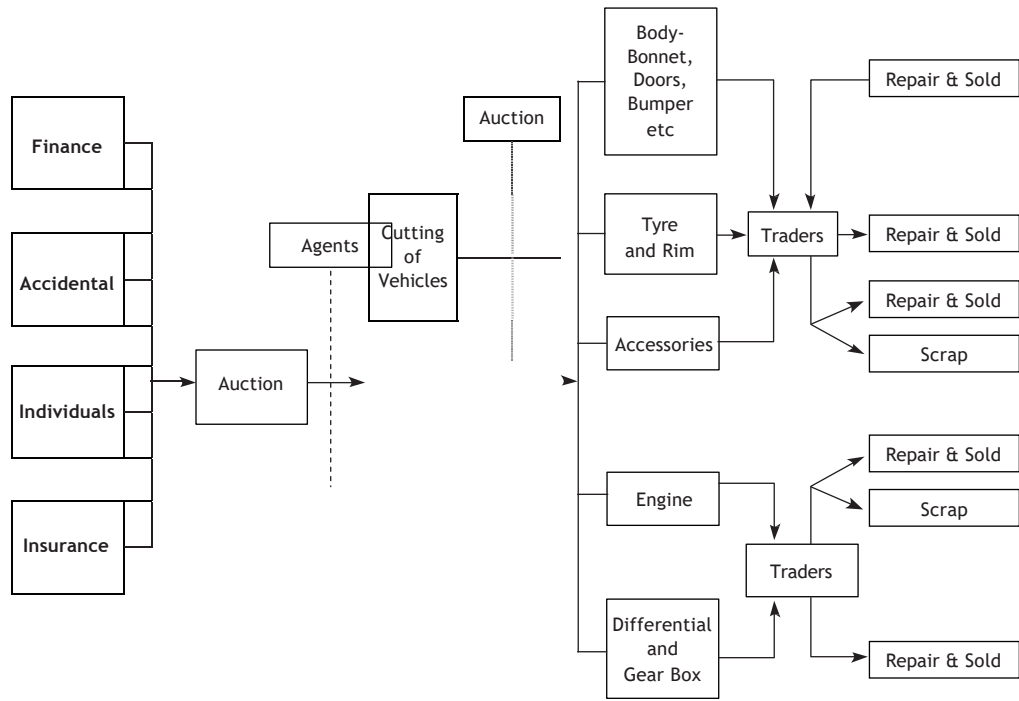 Finance
Accidental
Individuals
Insurance
Auction
Agents
Cutting
of
Vehicles
Auction
Body-
Bonnet,
Doors,
Bumper
etc
Tyre
and Rim
Accessories
Engine
Differential
and
Gear Box
Traders
Traders
Repair & Sold
Repair & Sold
Repair & Sold
Scrap
Repair & Sold
Scrap
Repair & Sold